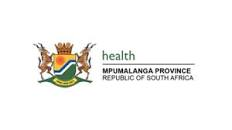 health
MPUMALANGA PROVINCE
REPUBLIC OF SOUTH AFRICA